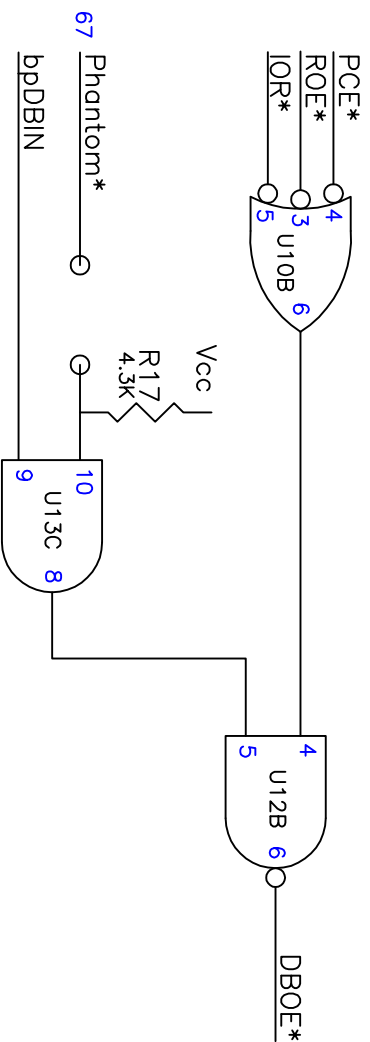 PCE*
ROE*
IOR*
4
3
5
U10B
6
67
Phantom*
bpDBIN
Vcc
R17
4.3K
10
9
U13C
8
4
5
U12B
6
DBOE*